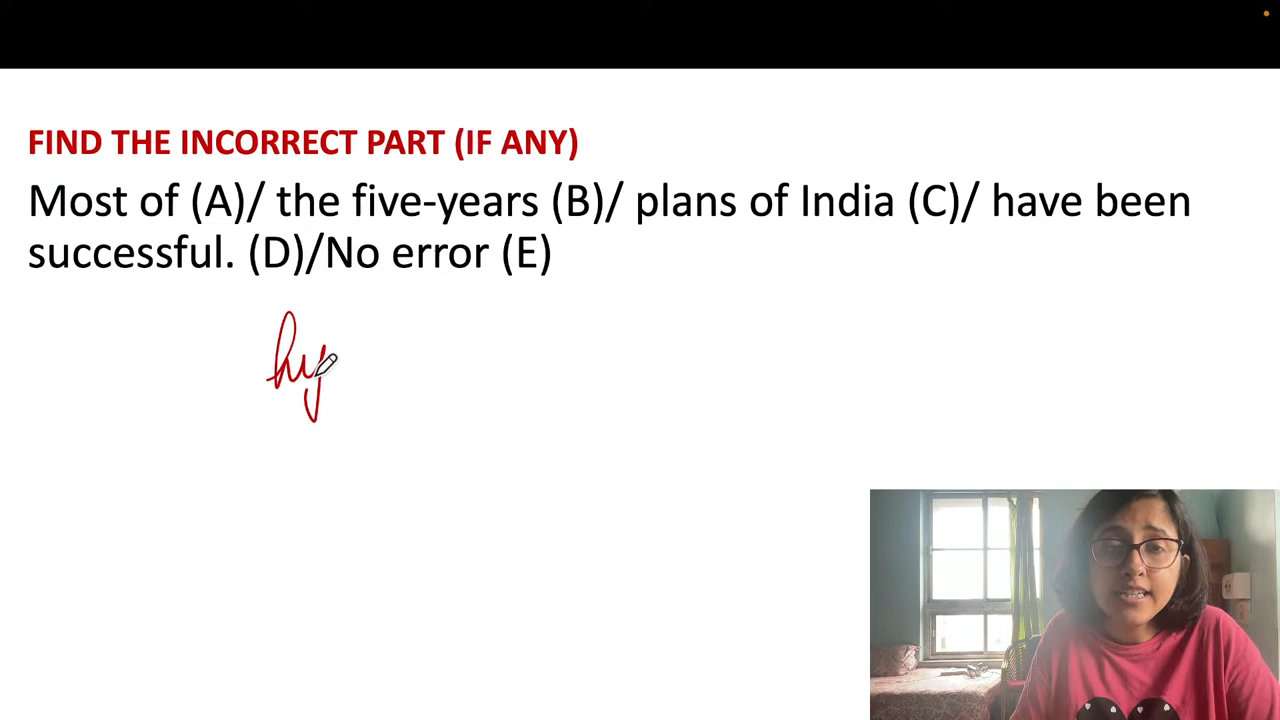 FIND THE INCORRECT PART (IF ANY)
Most of (A)/ the five-years (B)/ plans of India (C)/ have been
successful. (D)/No error (E)
hy